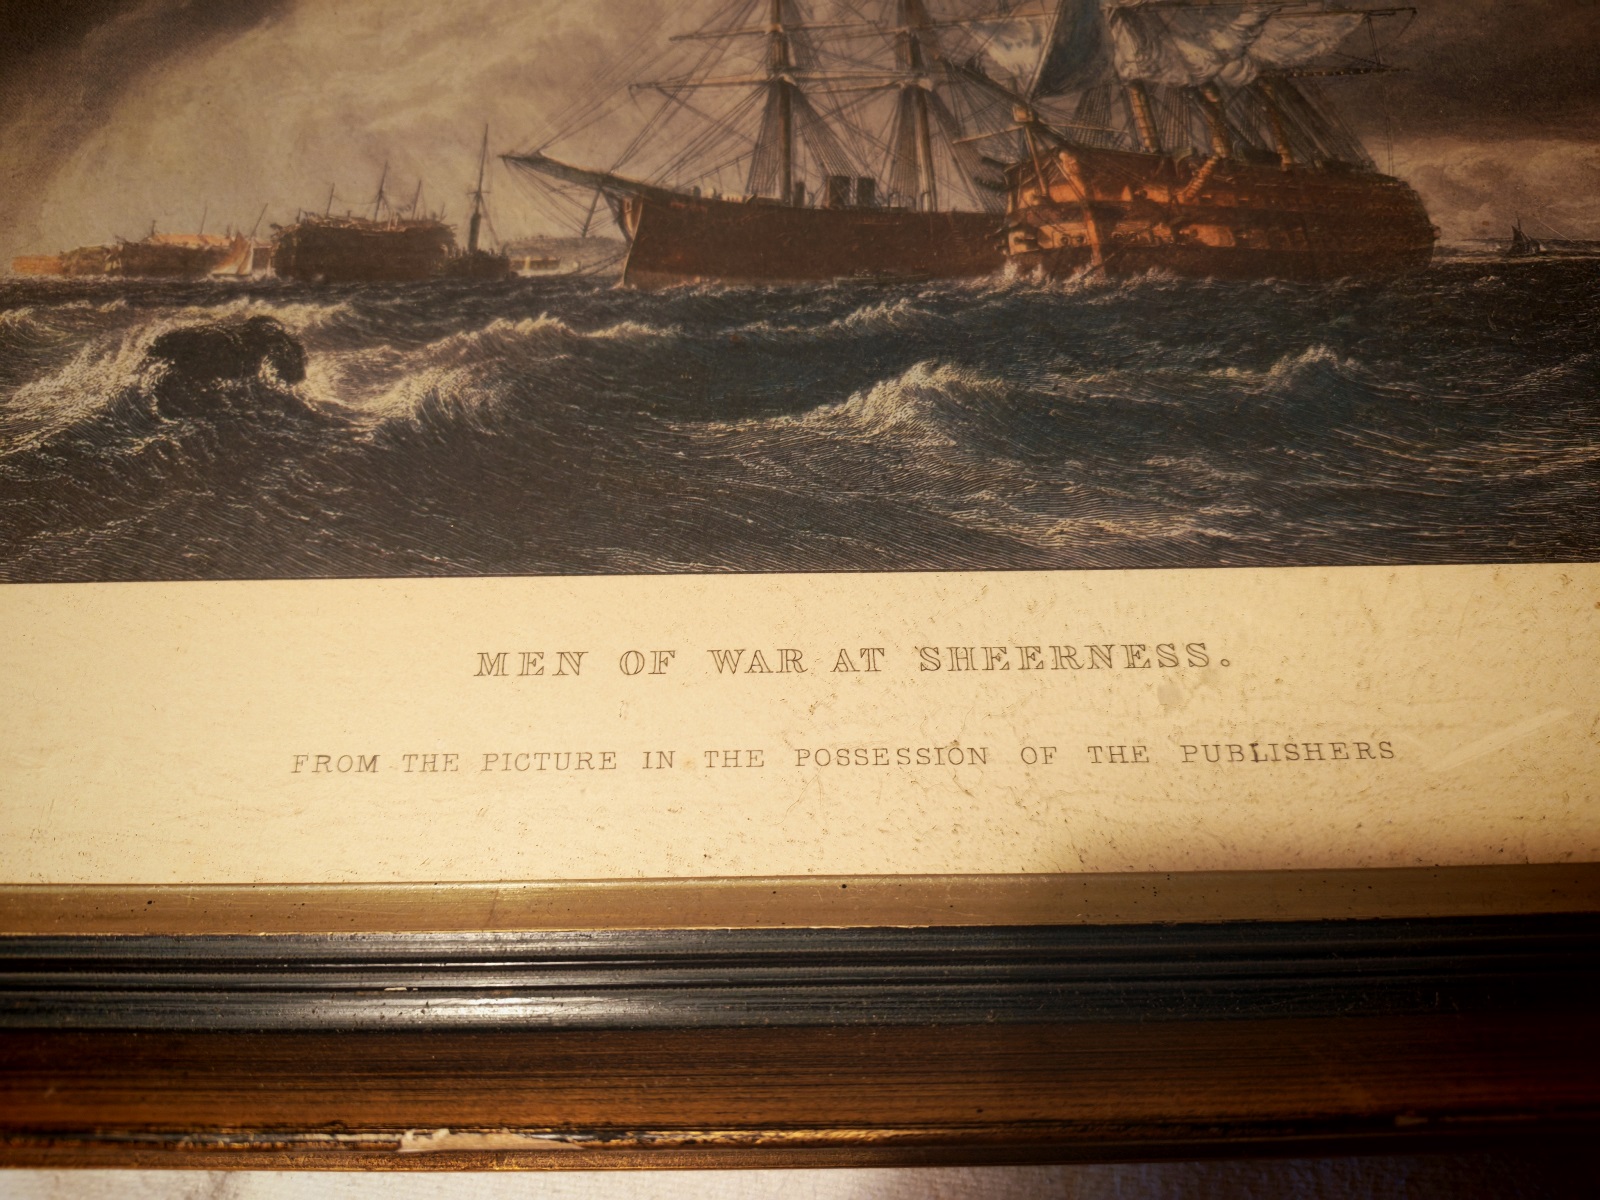 MEN OF WAR AT SHEERNESS.
FROM THE PICTURE IN THE POSSESSION OF THE PUBLISHERS